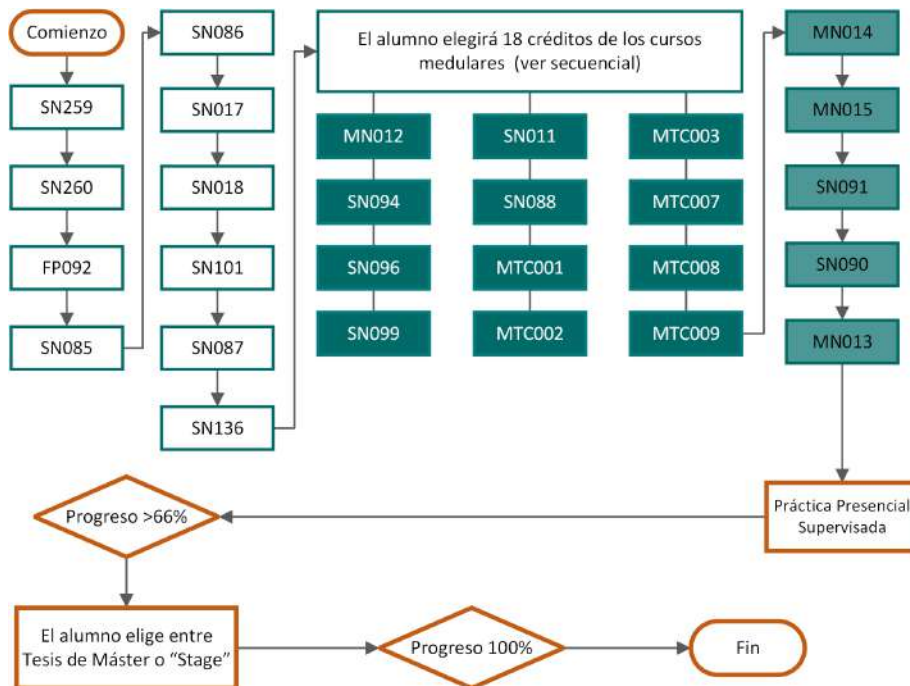 Comienzo
SN259
SN260
FP092
SN085
SN086
SN017
SN018
SN101
SN087
SN136
El alumno elegirá 18 créditos de los cursos
medulares (ver secuencial)
MN012
SN094
SN096
SN099
SN011
SN088
MTC001
MTC002
MTC003
MTC007
MTC008
MTC009
MN014
MN015
SN091
SN090
MN013
Práctica Presencial
Supervisada
Progreso >66%
El alumno elige entre
Tesis de Máster o “Stage”
Progreso 100%
Fin